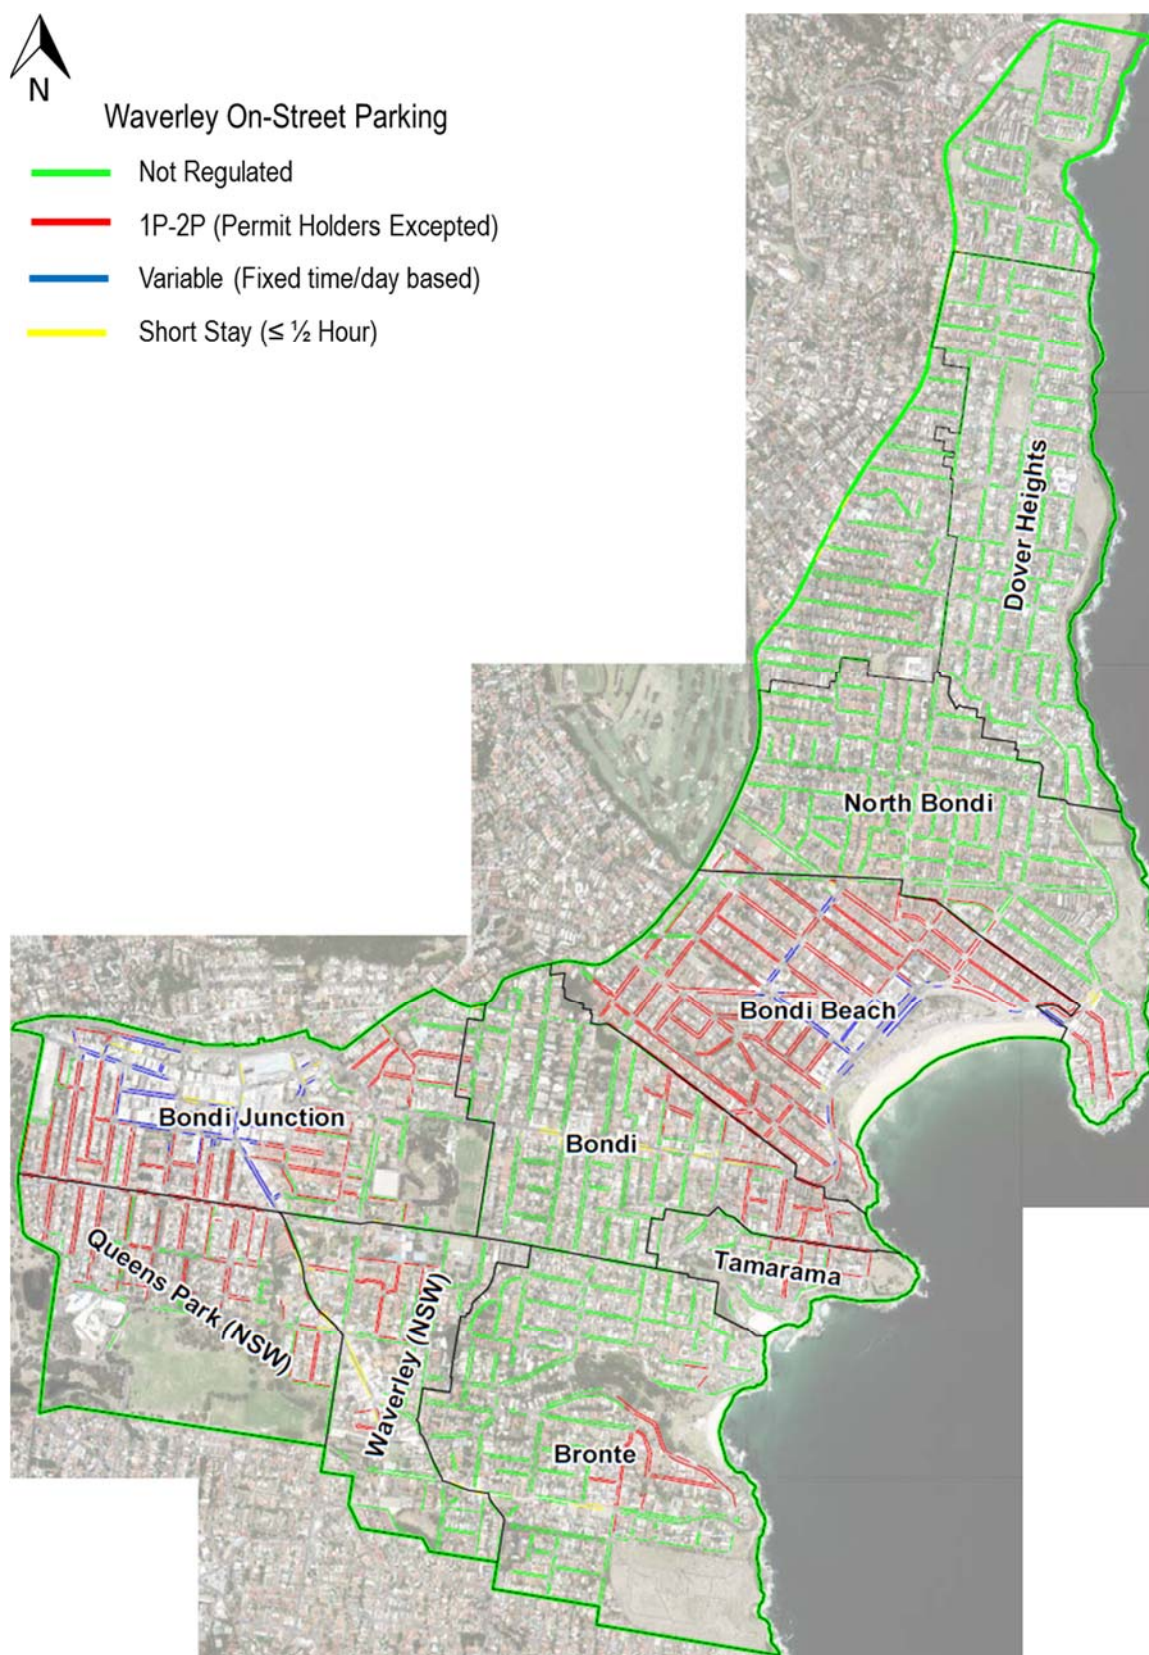 N
Waverley On-Street Parking
Not Regulated
1P-2P (Permit Holders Excepted)
Variable (Fixed time/day based)
Short Stay (≤ ½ Hour)
Dover Heights
North Bondi
Bondi Beach
Bondi Junction
Bondi
Tamarama
Queens Park (NSW)
Waverley (NSW)
Bronte